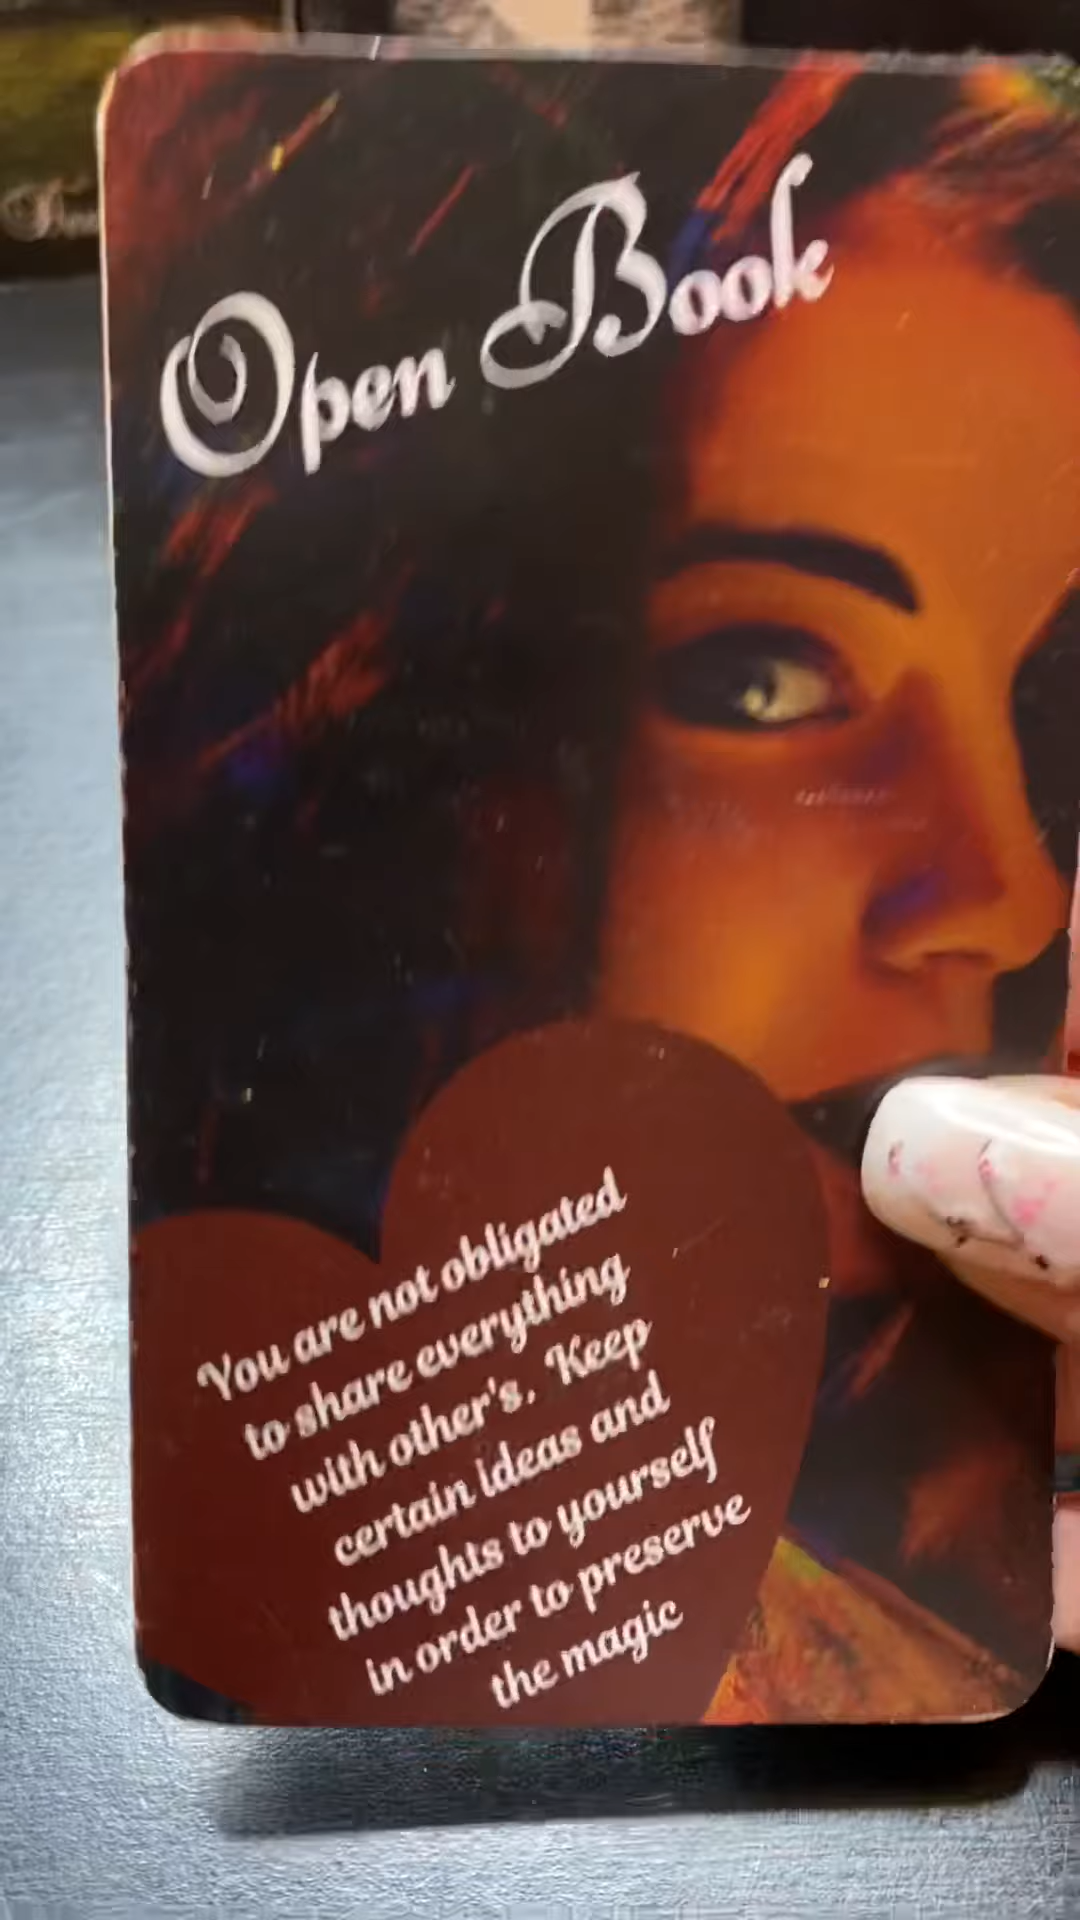 Open Book
You are not obligated
to share everything
with other's. Keep
certain ideas and
thoughts to yourself
in order to preserve
the magic